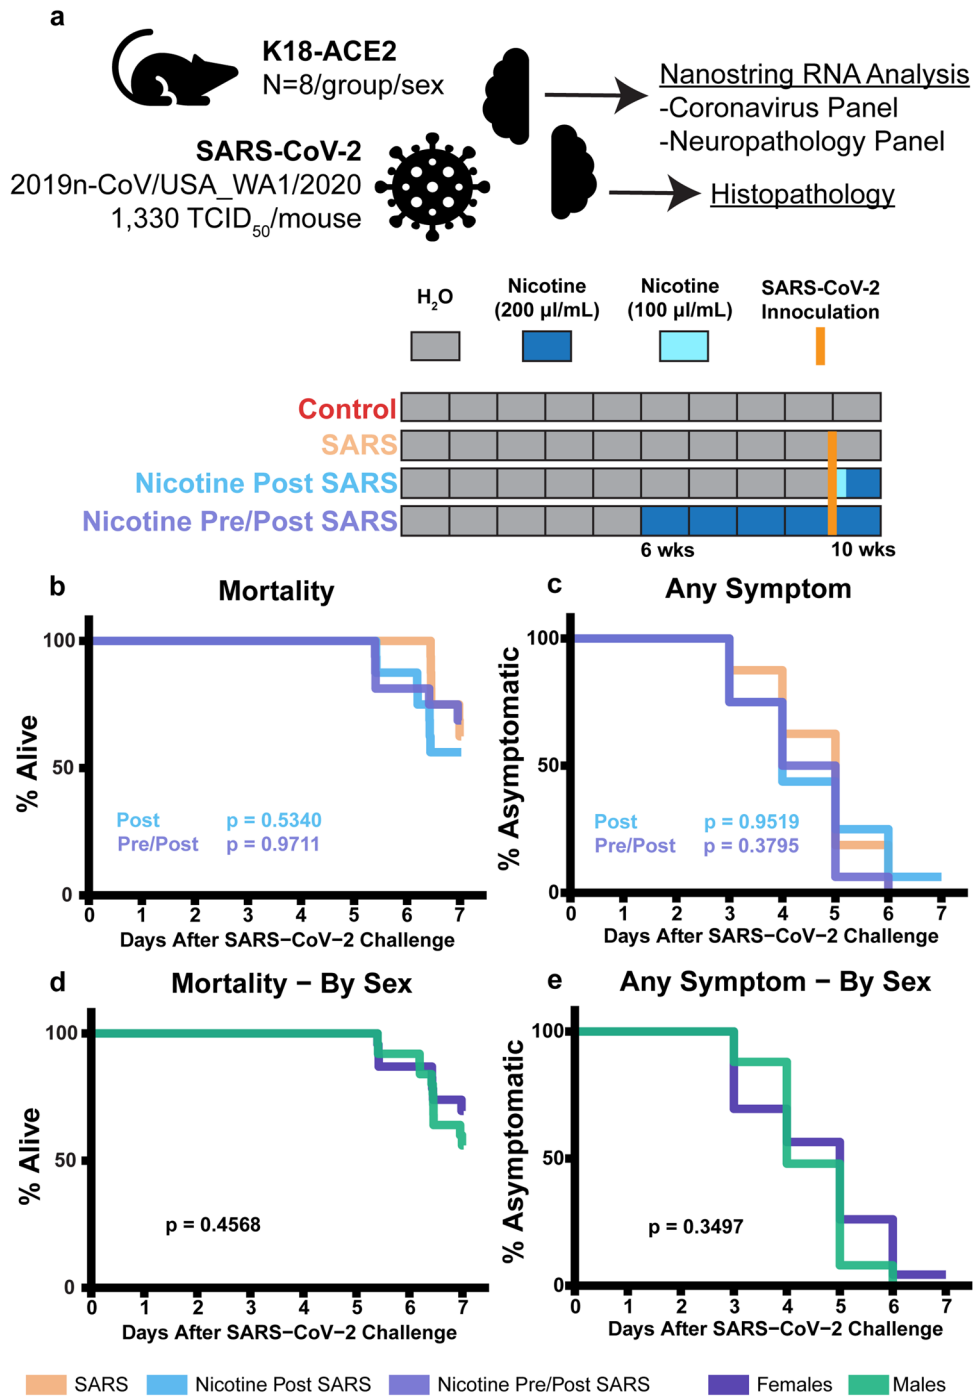 a
K18-ACE2
N=8/group/sex
SARS-CoV-2
2019n-CoV/USA_WA1/2020
1,330 TCID50/mouse
Nanostring RNA Analysis
-Coronavirus Panel
-Neuropathology Panel
Histopathology
H2O
Nicotine
(200 µl/mL)
Nicotine
(100 µl/mL)
SARS-CoV-2
Innoculation
Control
SARS
Nicotine Post SARS
Nicotine Pre/Post SARS
6 wks
10 wks
b
Mortality
% Alive
100
50
0
Post p = 0.5340
Pre/Post p = 0.9711
0 1 2 3 4 5 6 7
Days After SARS−CoV−2 Challenge
c
Any Symptom
% Asymptomatic
100
50
0
Post p = 0.9519
Pre/Post p = 0.3795
0 1 2 3 4 5 6 7
Days After SARS−CoV−2 Challenge
d
Mortality − By Sex
% Alive
100
50
0
p = 0.4568
0 1 2 3 4 5 6 7
Days After SARS−CoV−2 Challenge
e
Any Symptom − By Sex
% Asymptomatic
100
50
0
p = 0.3497
0 1 2 3 4 5 6 7
Days After SARS−CoV−2 Challenge
SARS Nicotine Post SARS Nicotine Pre/Post SARS Females Males